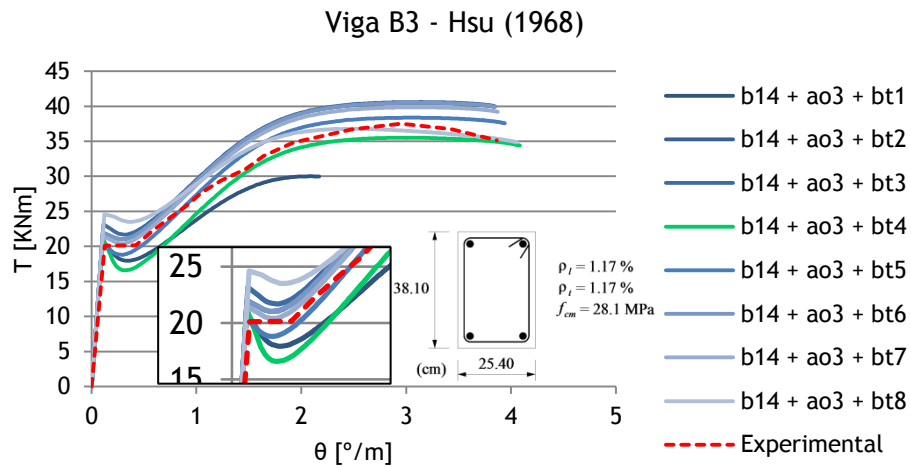 Viga B3 - Hsu (1968)
T [KNm]
45
40
35
30
25
20
15
10
5
0
0 1 2 3 4 5
θ [°/m]
25
20
15
38.10
(cm)
25.40
ρl = 1.17 %
ρt = 1.17 %
fcm = 28.1 MPa
b14 + ao3 + bt1
b14 + ao3 + bt2
b14 + ao3 + bt3
b14 + ao3 + bt4
b14 + ao3 + bt5
b14 + ao3 + bt6
b14 + ao3 + bt7
b14 + ao3 + bt8
Experimental